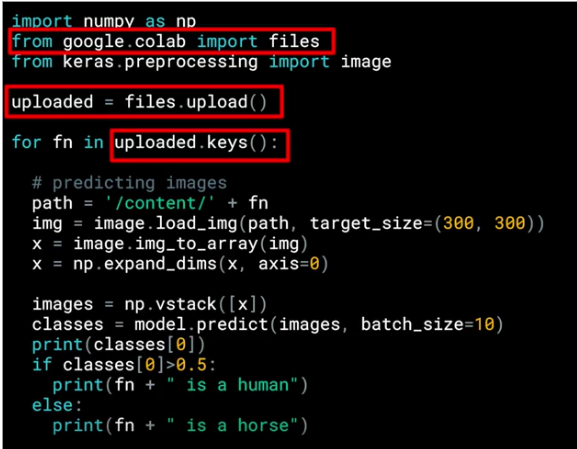 import numpy as np
from google.colab import files
from keras.preprocessing import image
uploaded = files.upload()
for fn in uploaded.keys():
# predicting images
path = '/content/' + fn
img = image.load_img(path, target_size=(300, 300))
x = image.img_to_array(img)
x = np.expand_dims(x, axis=0)
images = np.vstack([x])
classes = model.predict(images, batch_size=10)
print(classes[0])
if classes[0]>0.5:
print(fn + " is a human")
else:
print(fn + " is a horse")